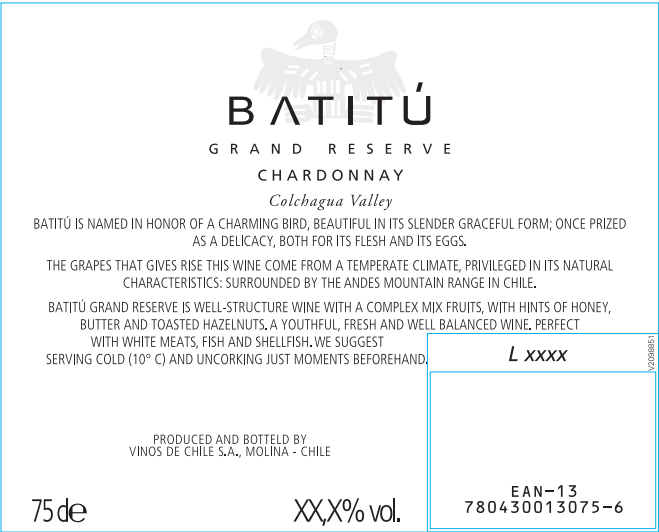 BATITÚ
GRAND RESERVE
CHARDONNAY
Colchagua Valley
BATITÚ IS NAMED IN HONOR OF A CHARMING BIRD, BEAUTIFUL IN ITS SLENDER GRACEFUL FORM; ONCE PRIZED
AS A DELICACY, BOTH FOR ITS FLESH AND ITS EGGS.
THE GRAPES THAT GIVES RISE THIS WINE COME FROM A TEMPERATE CLIMATE, PRIVILEGED IN ITS NATURAL
CHARACTERISTICS: SURROUNDED BY THE ANDES MOUNTAIN RANGE IN CHILE.
BATITÚ GRAND RESERVE IS WELL-STRUCTURE WINE WITH A COMPLEX MIX FRUITS, WITH HINTS OF HONEY,
BUTTER AND TOASTED HAZELNUTS. A YOUTHFUL, FRESH AND WELL BALANCED WINE. PERFECT
WITH WHITE MEATS, FISH AND SHELLFISH. WE SUGGEST
SERVING COLD (10° C) AND UNCORKING JUST MOMENTS BEFOREHAND.
L xxxx
V2098851
PRODUCED AND BOTTELD BY
VINOS DE CHILE S.A., MOLINA - CHILE
75 de
XX,X% vol.
EAN-13
780430013075-6